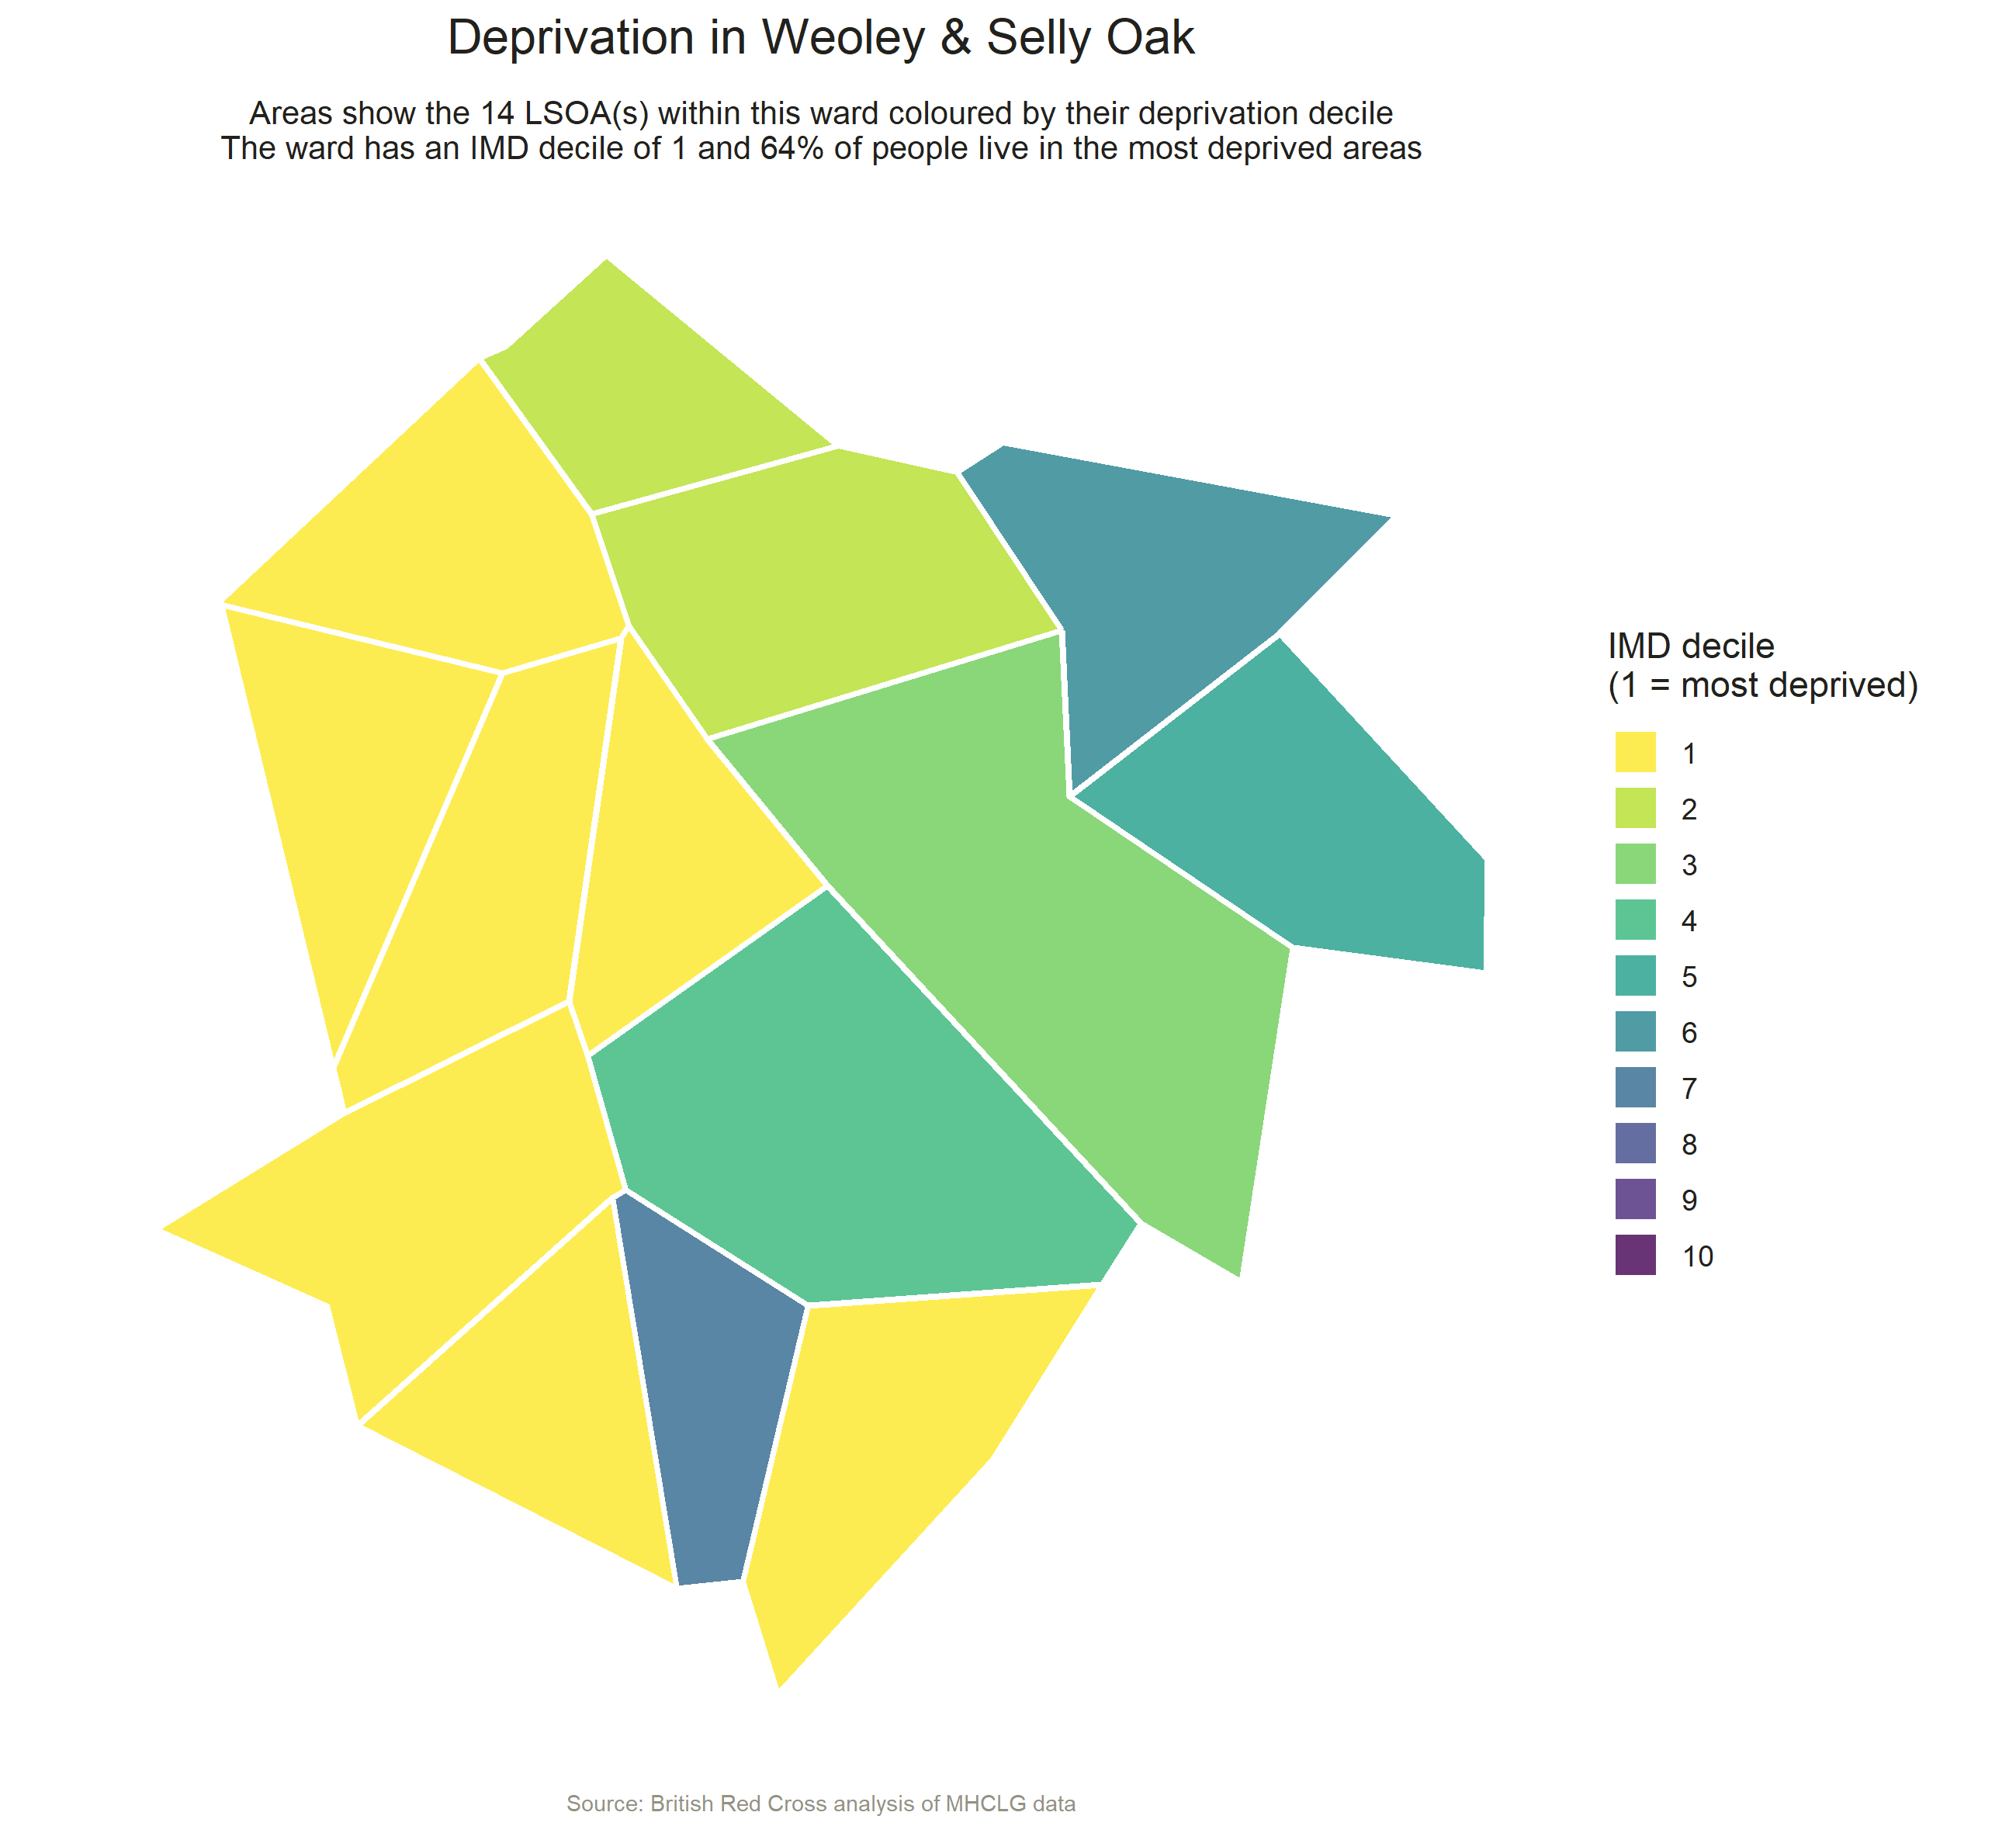 Deprivation in Weoley & Selly Oak
Areas show the 14 LSOA(s) within this ward coloured by their deprivation decile
The ward has an IMD decile of 1 and 64% of people live in the most deprived areas
IMD decile
(1 = most deprived)
1
2
3
4
5
6
7
8
9
10
Source: British Red Cross analysis of MHCLG data